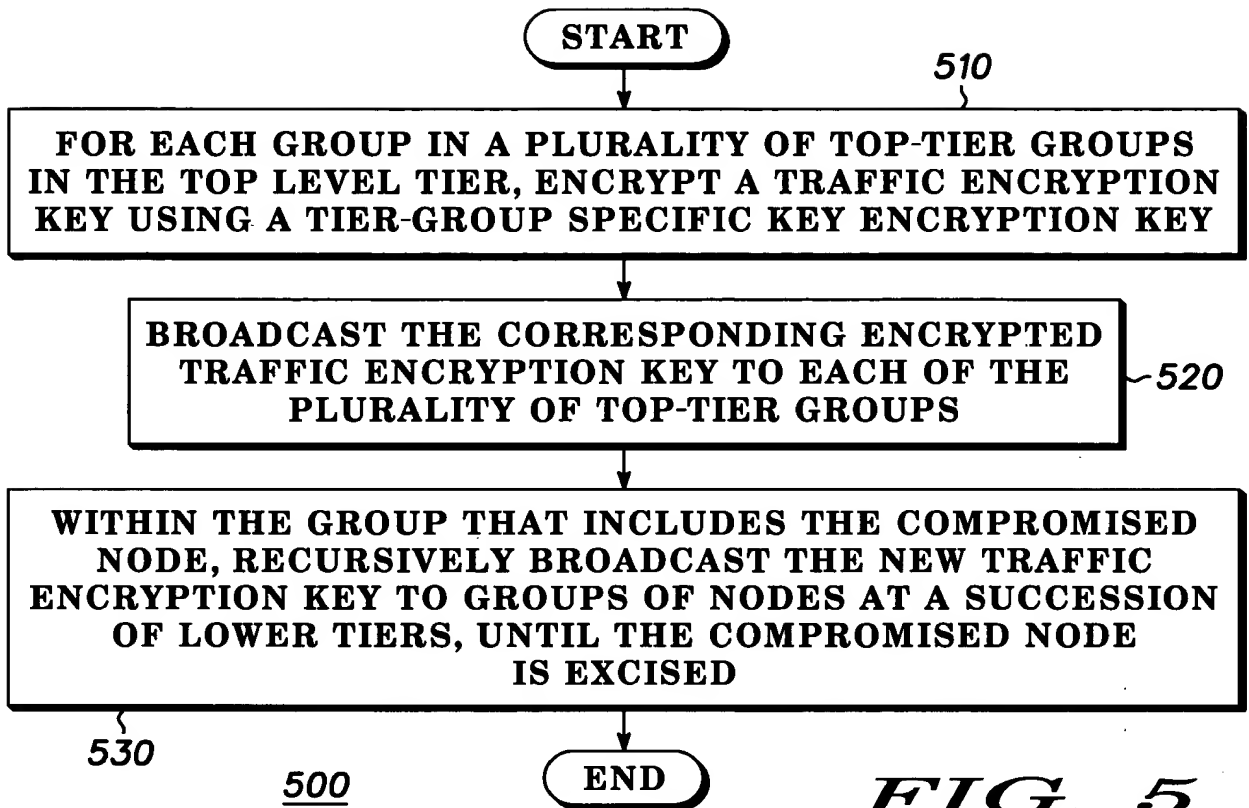 START
510
FOR EACH GROUP IN A PLURALITY OF TOP-TIER GROUPS
IN THE TOP LEVEL TIER, ENCRYPT A TRAFFIC ENCRYPTION
KEY USING A TIER-GROUP SPECIFIC KEY ENCRYPTION KEY
BROADCAST THE CORRESPONDING ENCRYPTED
TRAFFIC ENCRYPTION KEY TO EACH OF THE
PLURALITY OF TOP-TIER GROUPS
520
WITHIN THE GROUP THAT INCLUDES THE COMPROMISED
NODE, RECURSIVELY BROADCAST THE NEW TRAFFIC
ENCRYPTION KEY TO GROUPS OF NODES AT A SUCCESSION
OF LOWER TIERS, UNTIL THE COMPROMISED NODE
IS EXCISED
530
500
END
FIG. 5